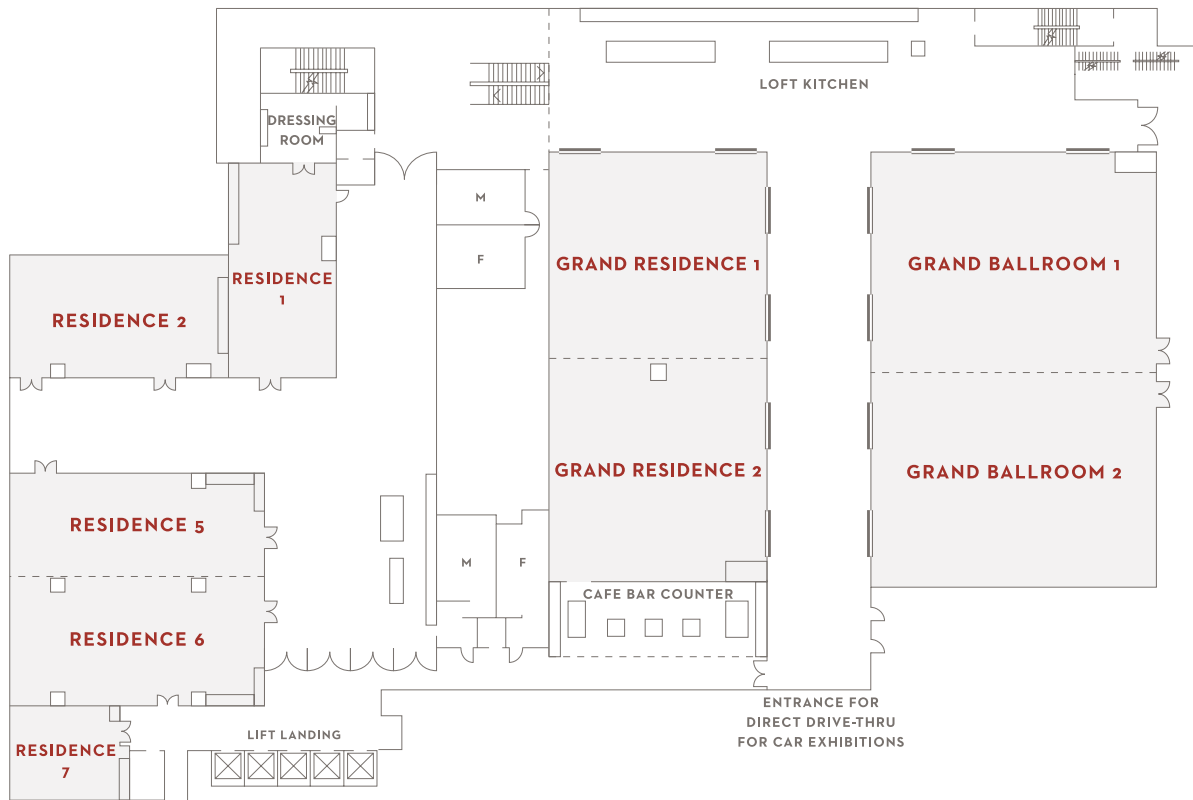 LOFT KITCHEN
DRESSING
ROOM
M
F
RESIDENCE
1
RESIDENCE 2
GRAND RESIDENCE 1
GRAND BALLROOM 1
GRAND RESIDENCE 2
GRAND BALLROOM 2
RESIDENCE 5
M
F
CAFE BAR COUNTER
RESIDENCE 6
ENTRANCE FOR
DIRECT DRIVE-THRU
FOR CAR EXHIBITIONS
LIFT LANDING
RESIDENCE
7